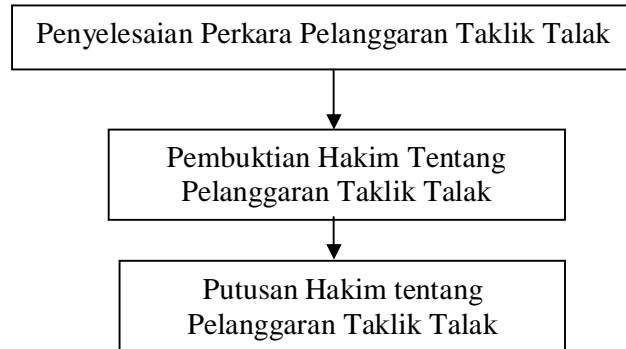 Penyelesaian Perkara Pelanggaran Taklik Talak
Pembuktian Hakim Tentang
Pelanggaran Taklik Talak
Putusan Hakim tentang
Pelanggaran Taklik Talak